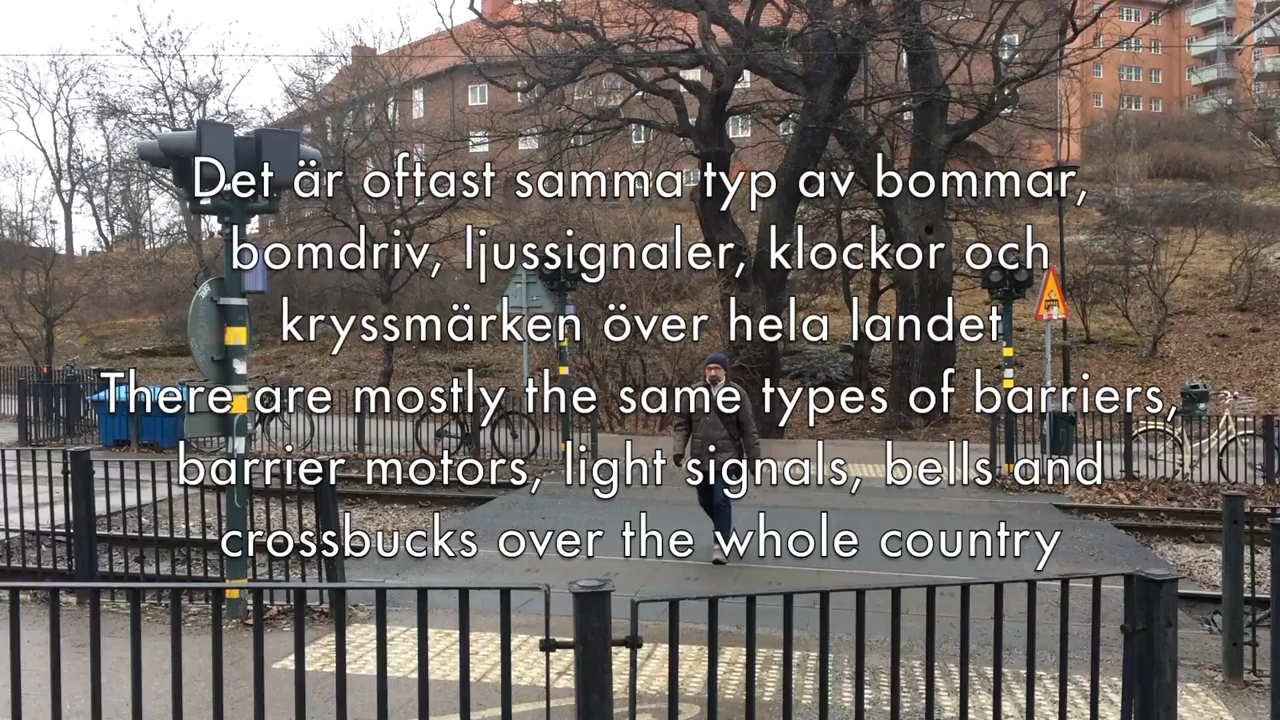 Det är oftast samma typ av bommar,
bomdriv, ljussignaler, klockor och
kryssmärken över hela landet
There are mostly the same types of barriers,
barrier motors, light signals, bells and
crossbucks over the whole country